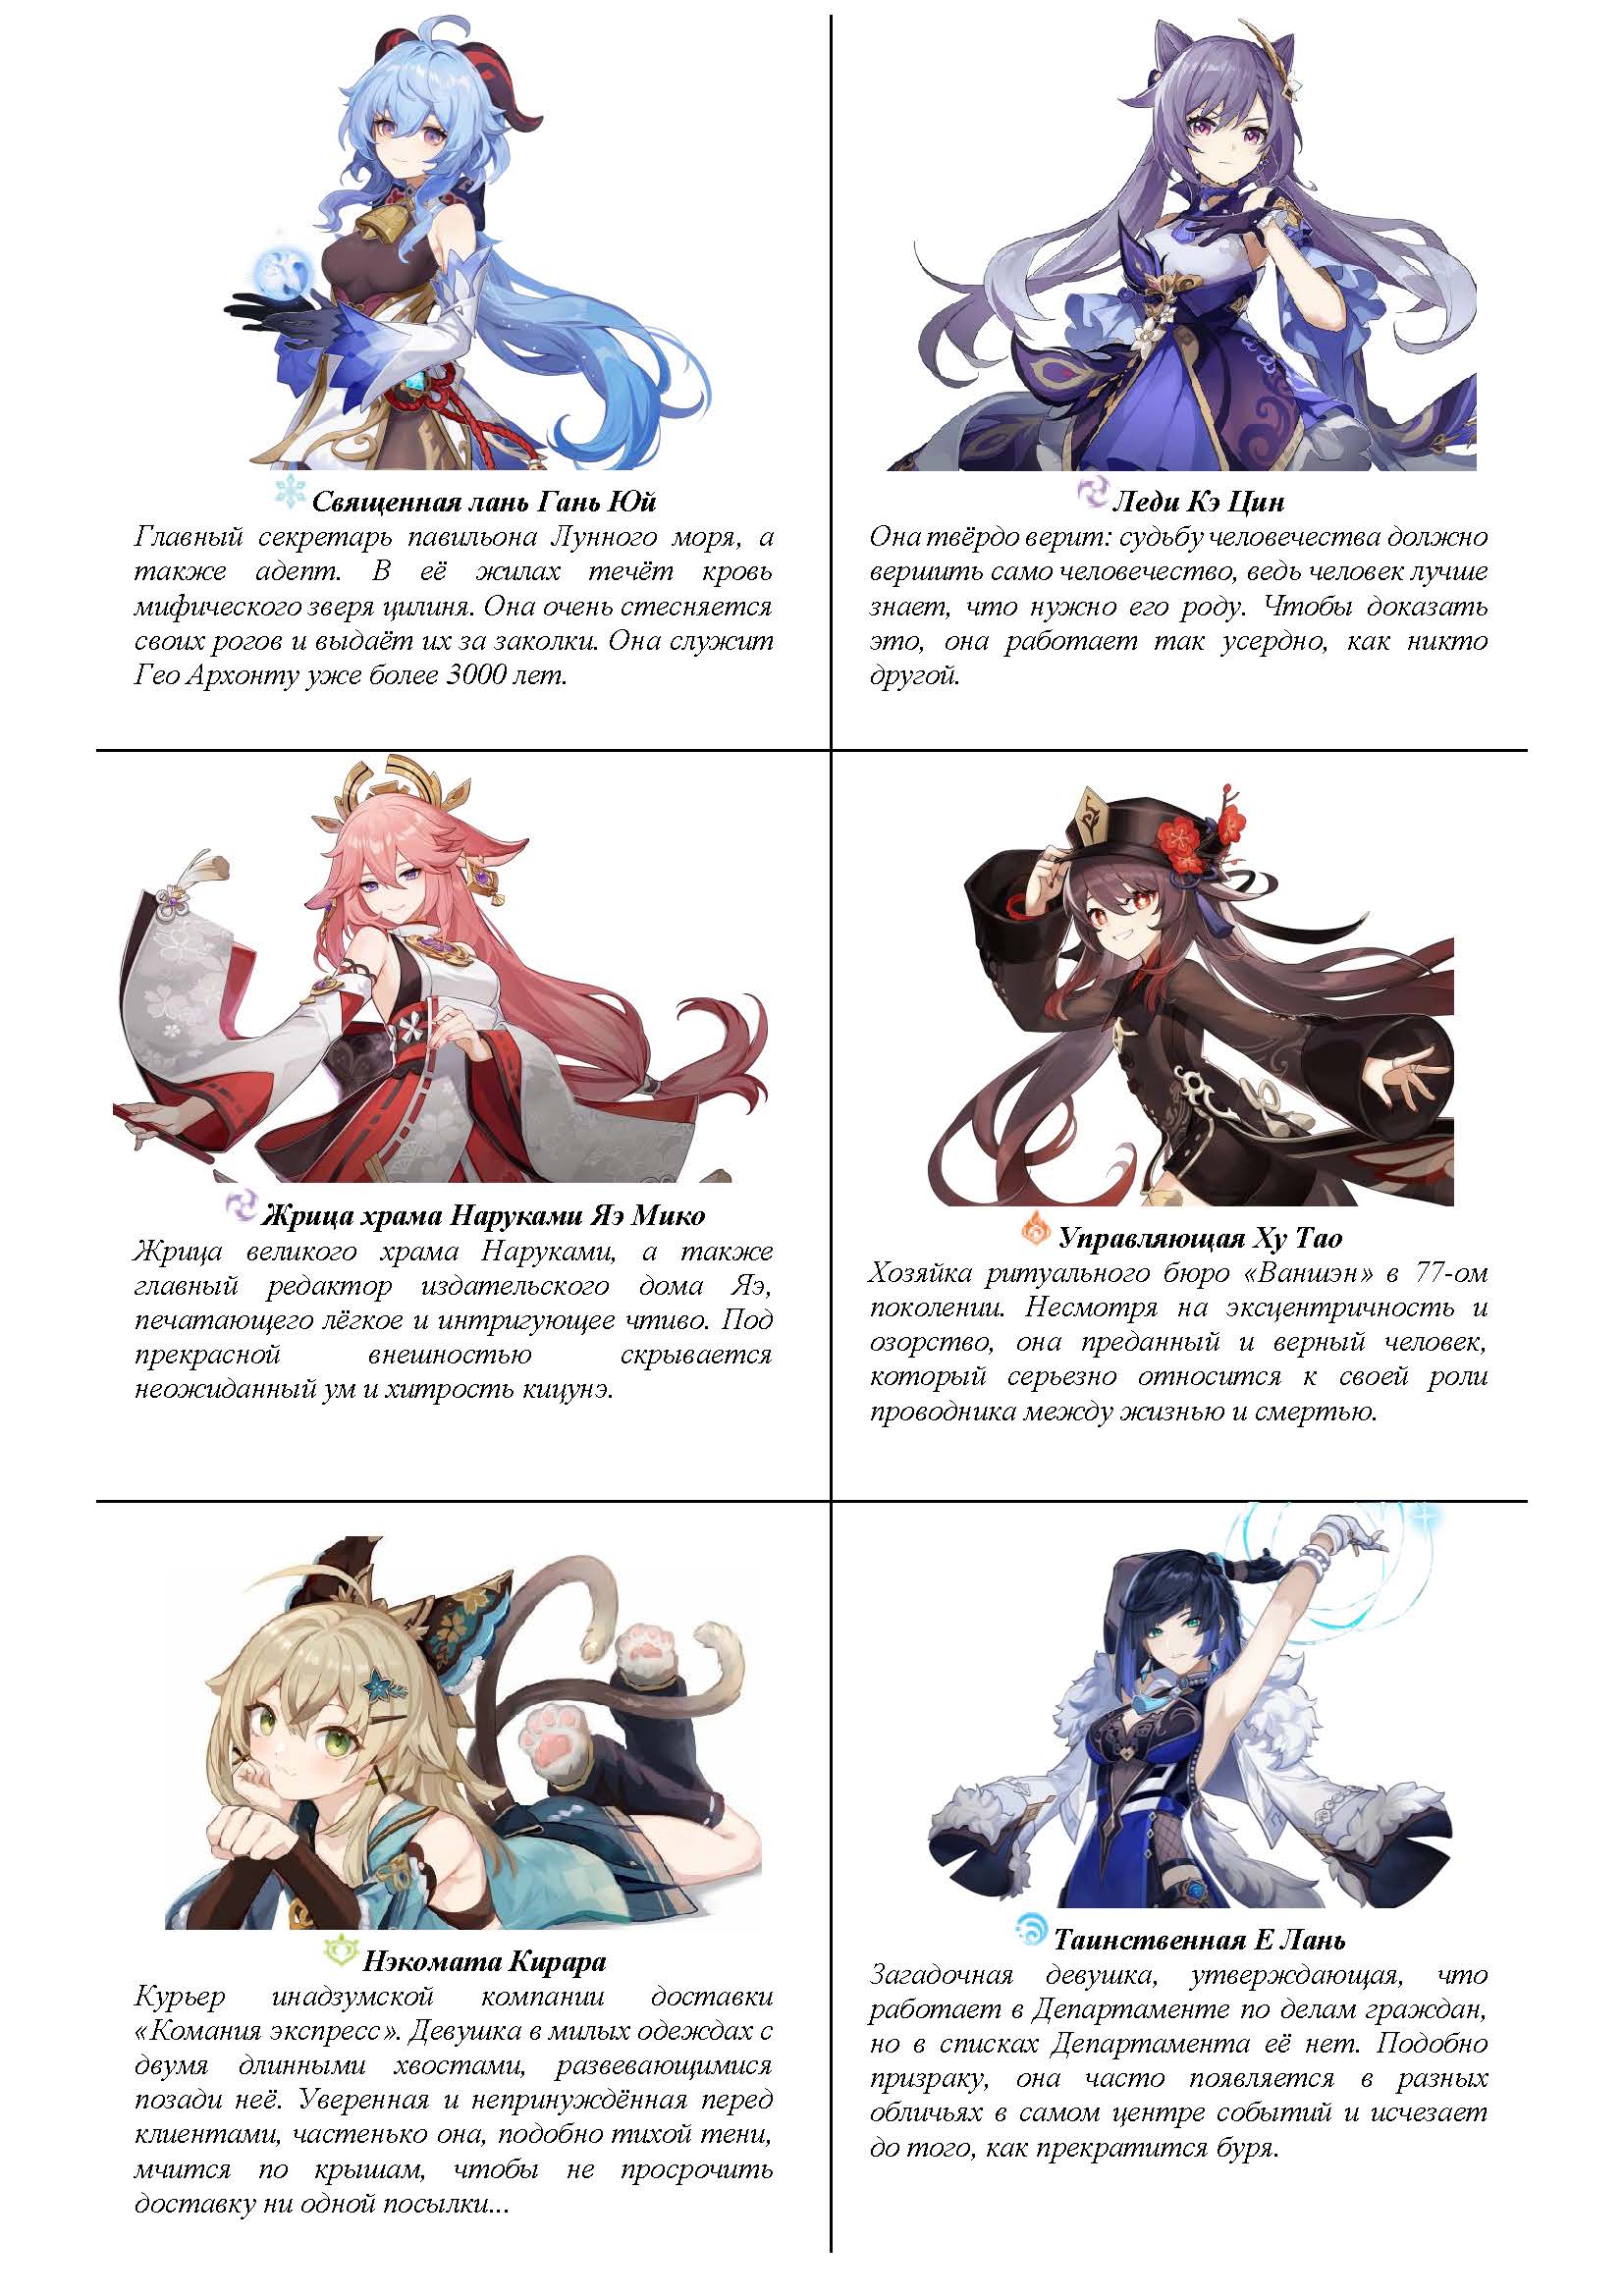 Священная лань Гань Юй
Главный секретарь павильона Лунного моря, а
также адепт. В её жилах течёт кровь
мифического зверя цилиня. Она очень стесняется
своих рогов и выдаёт их за заколки. Она служит
Гео Архонту уже более 3000 лет.
Леди Кэ Цин
Она твёрдо верит: судьбу человечества должно
вершить само человечество, ведь человек лучше
знает, что нужно его роду. Чтобы доказать
это, она работает так усердно, как никто
другой.
Жрица храма Наруками Яэ Мико
Жрица великого храма Наруками, а также
главный редактор издательского дома Яэ,
печатающего лёгкое и интригующее чтиво. Под
прекрасной внешностью скрывается
неожиданный ум и хитрость кицунэ.
Управляющая Ху Тао
Хозяйка ритуального бюро «Ваншэн» в 77-ом
поколении. Несмотря на эксцентричность и
озорство, она преданный и верный человек,
который серьезно относится к своей роли
проводника между жизнью и смертью.
Нэкомата Кирара
Курьер инадзумской компании доставки
«Комания экспресс». Девушка в милых одеждах с
двумя длинными хвостами, развевающимися
позади неё. Уверенная и непринуждённая перед
клиентами, частенько она, подобно тихой тени,
мчится по крышам, чтобы не просрочить
доставку ни одной посылки...
Таинственная Е Лань
Загадочная девушка, утверждающая, что
работает в Департаменте по делам граждан,
но в списках Департамента её нет. Подобно
призраку, она часто появляется в разных
обличьях в самом центре событий и исчезает
до того, как прекратится буря.